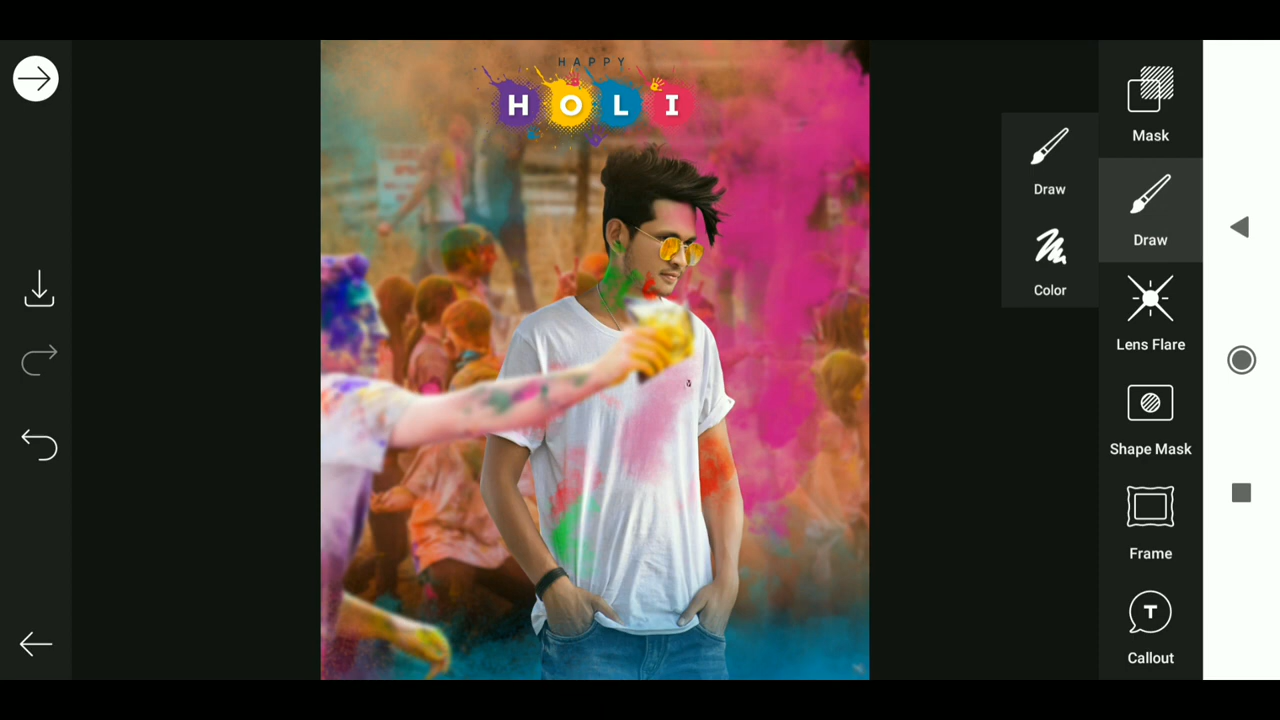 HAPPY
HOLI
Mask
Draw
Draw
Color
Lens Flare
Shape Mask
Frame
T
Callout